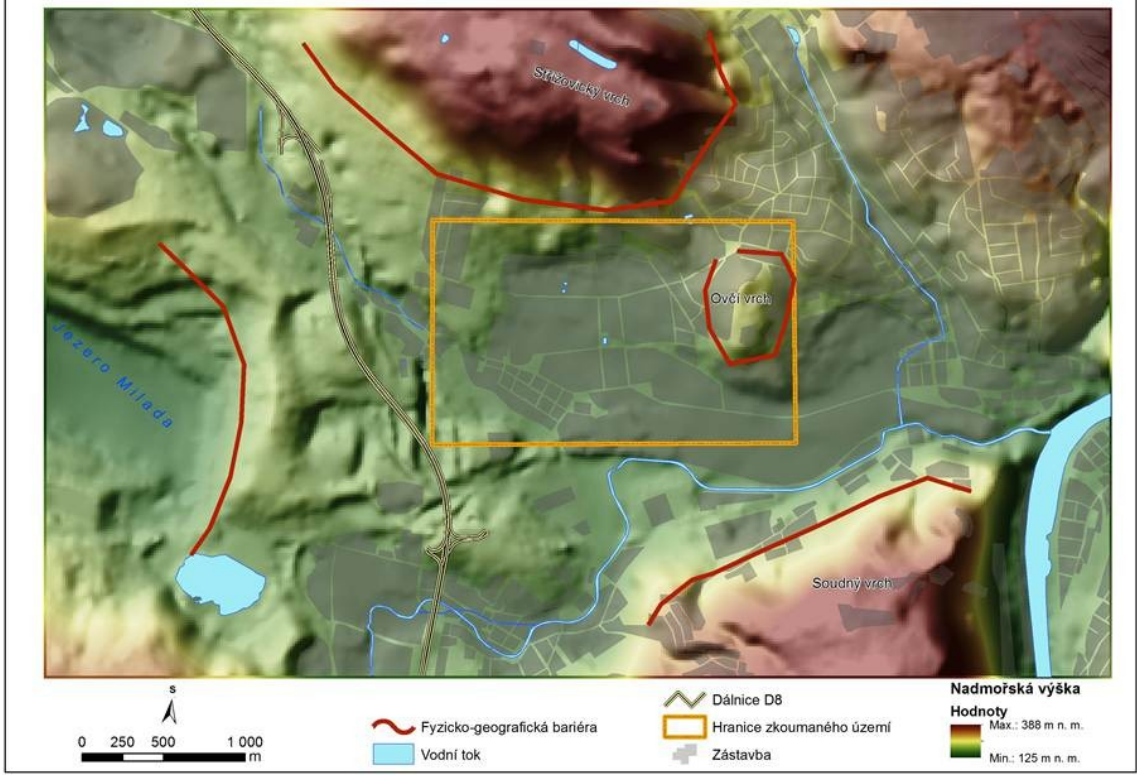 Střížovický vrch
Ovčí vrch
Jezero Milada
Soudný vrch
s
0 250 500 1 000
m
Fyzicko-geografická bariéra
Vodní tok
Dálnice D8
Hranice zkoumaného území
Zástavba
Nadmořská výška
Hodnoty
Max.: 388 m n. m.
Min.: 125 m n. m.